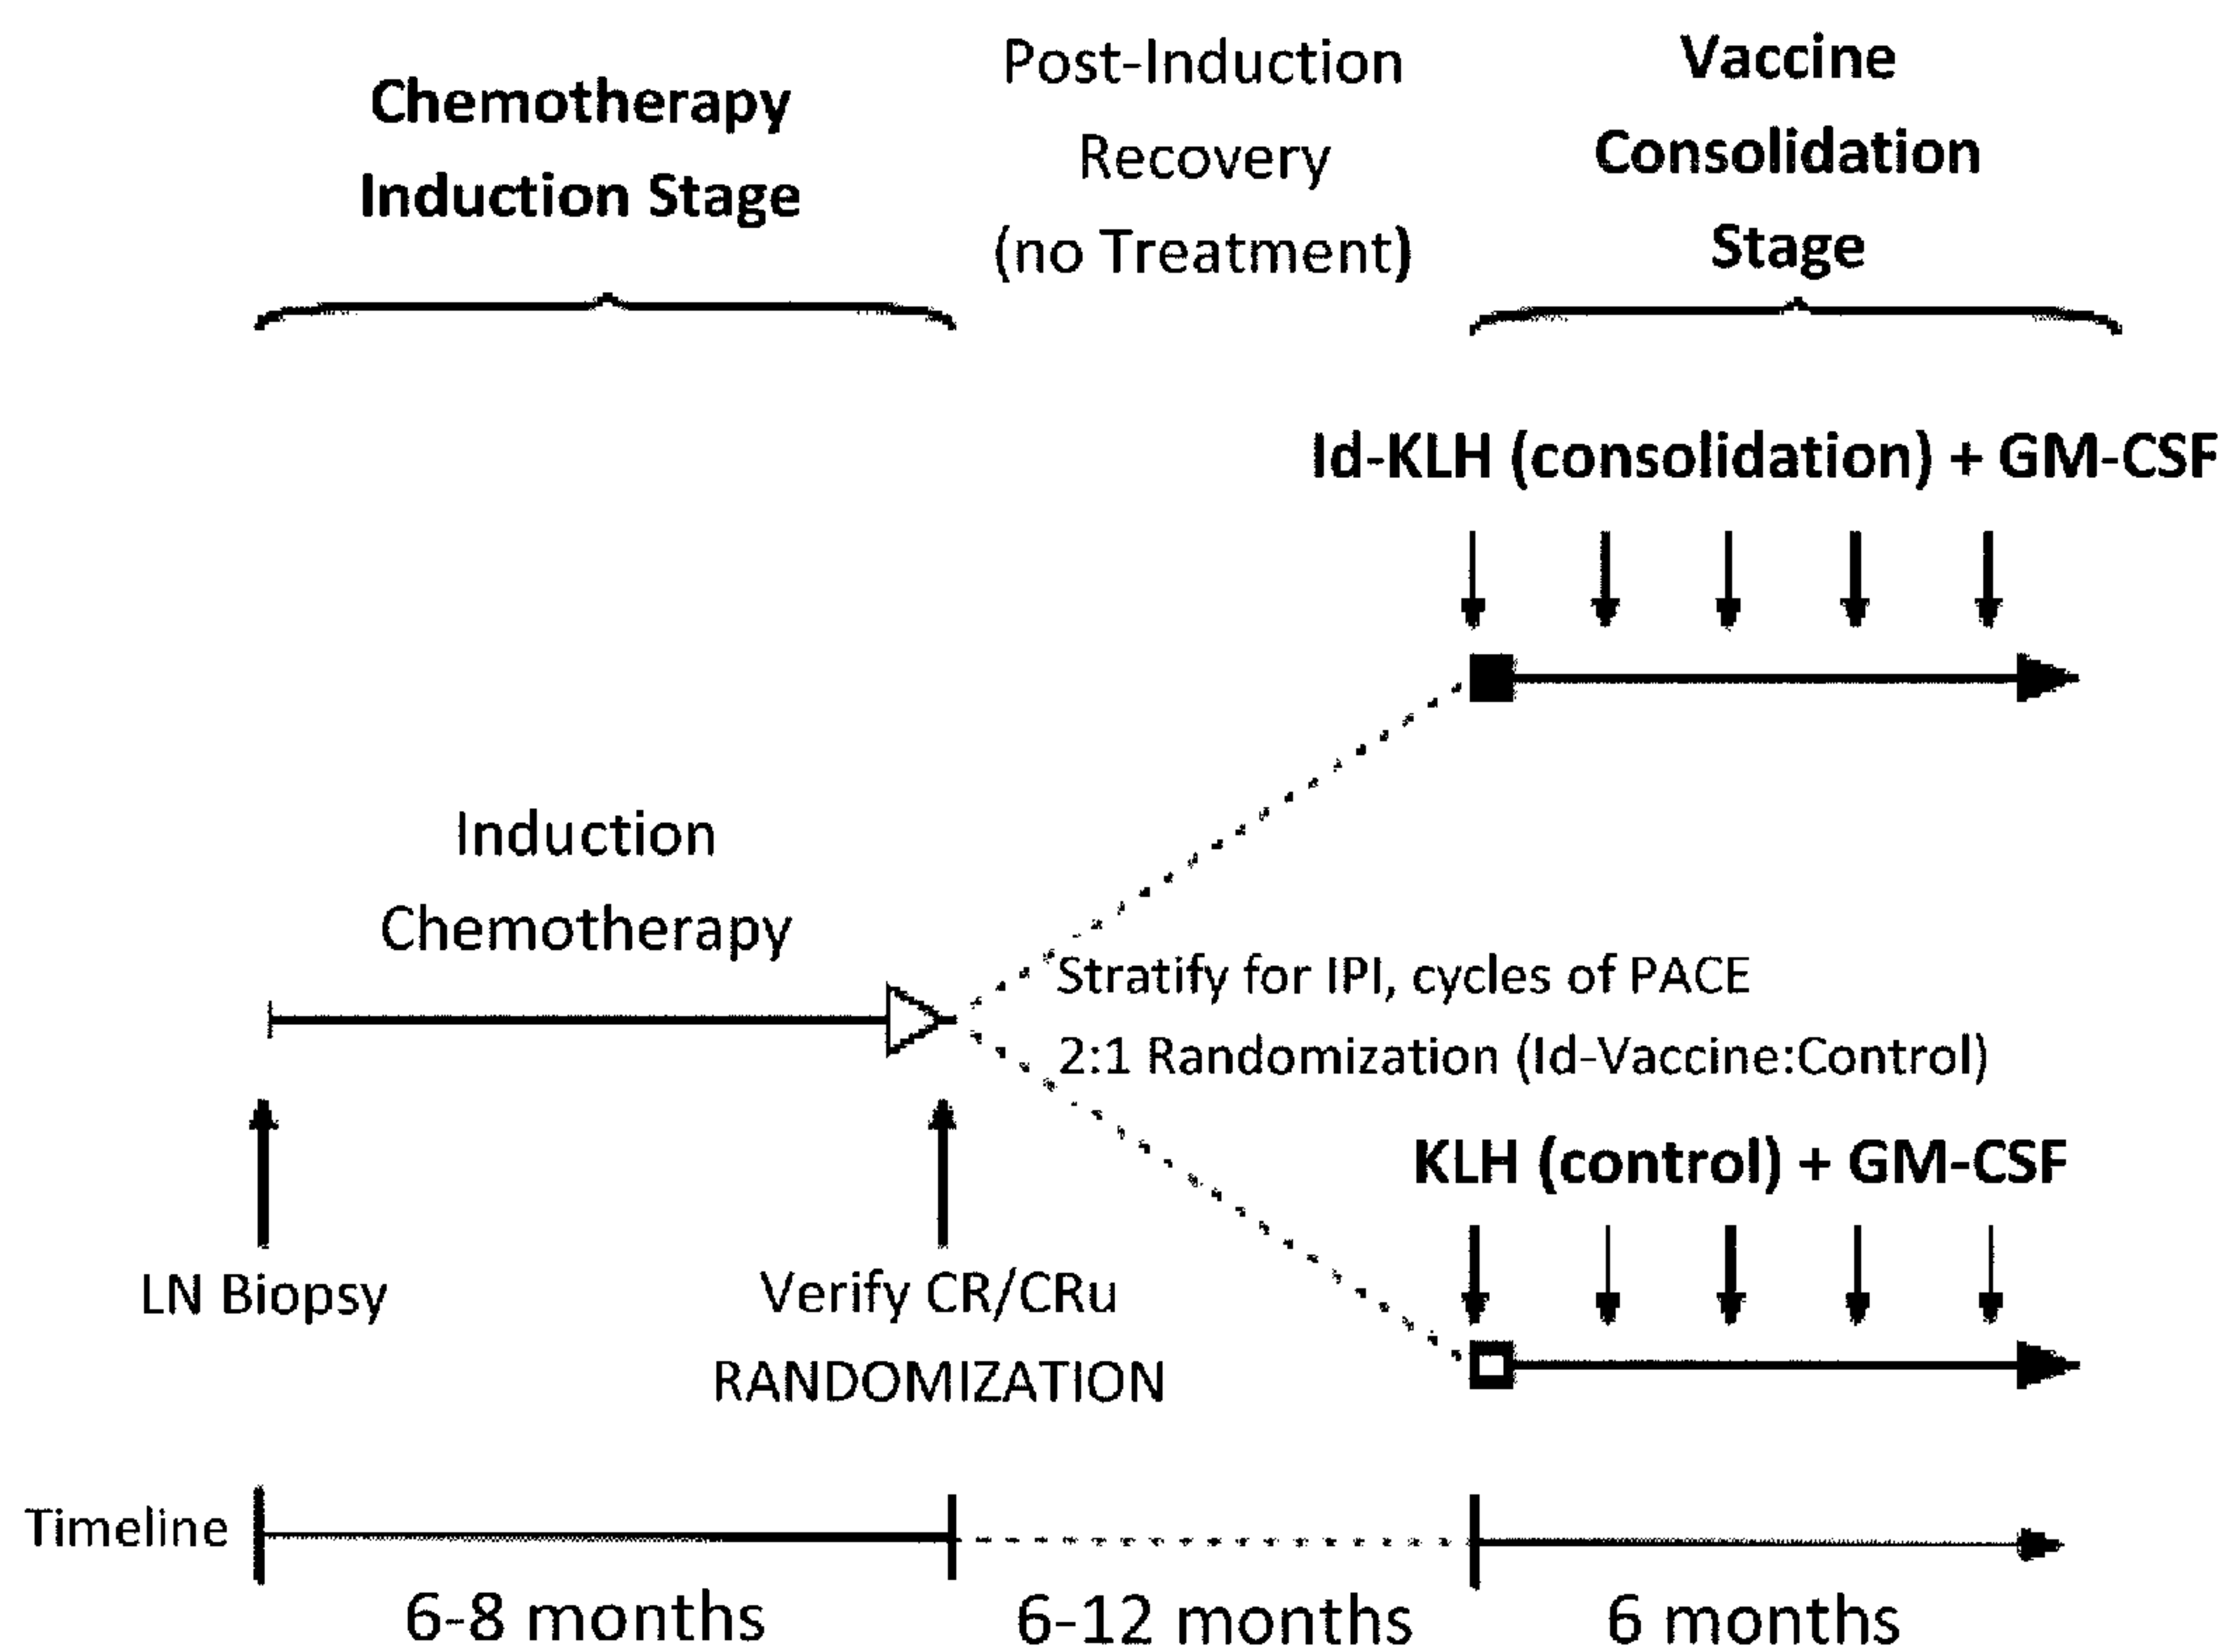 Chemotherapy
Induction Stage
Post-Induction
Recovery
(no Treatment)
Vaccine
Consolidation
Stage
Id-KLH (consolidation) + GM-CSF
Induction
Chemotherapy
Stratify for IPI, cycles of PACE
2:1 Randomization (Id-Vaccine:Control)
KLH (control) + GM-CSF
LN Biopsy
Verify CR/CRu
RANDOMIZATION
Timeline
6-8 months
6-12 months
6 months